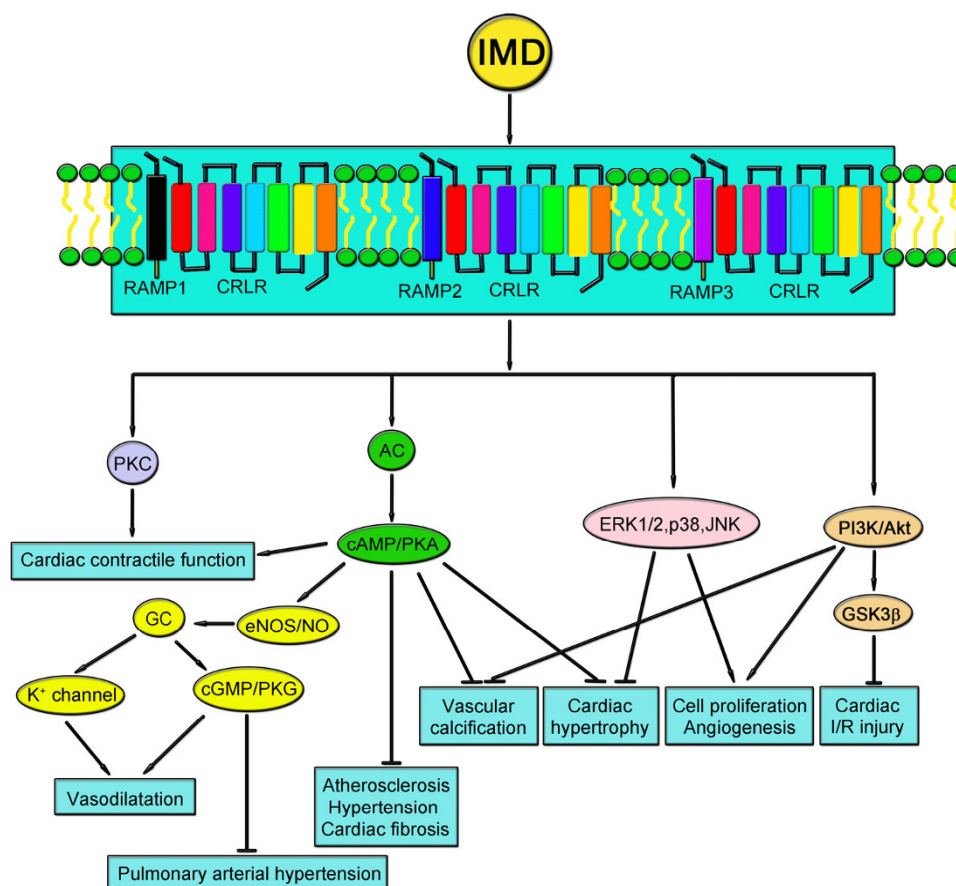 IMD
RAMP1
CRLR
RAMP2
CRLR
RAMP3
CRLR
PKC
AC
ERK1/2,p38,JNK
PI3K/Akt
Cardiac contractile function
cAMP/PKA
GC
eNOS/NO
GSK3β
K⁺ channel
cGMP/PKG
Vascular
calcification
Cardiac
hypertrophy
Cell proliferation
Angiogenesis
Cardiac
I/R injury
Vasodilatation
Atherosclerosis
Hypertension
Cardiac fibrosis
Pulmonary arterial hypertension